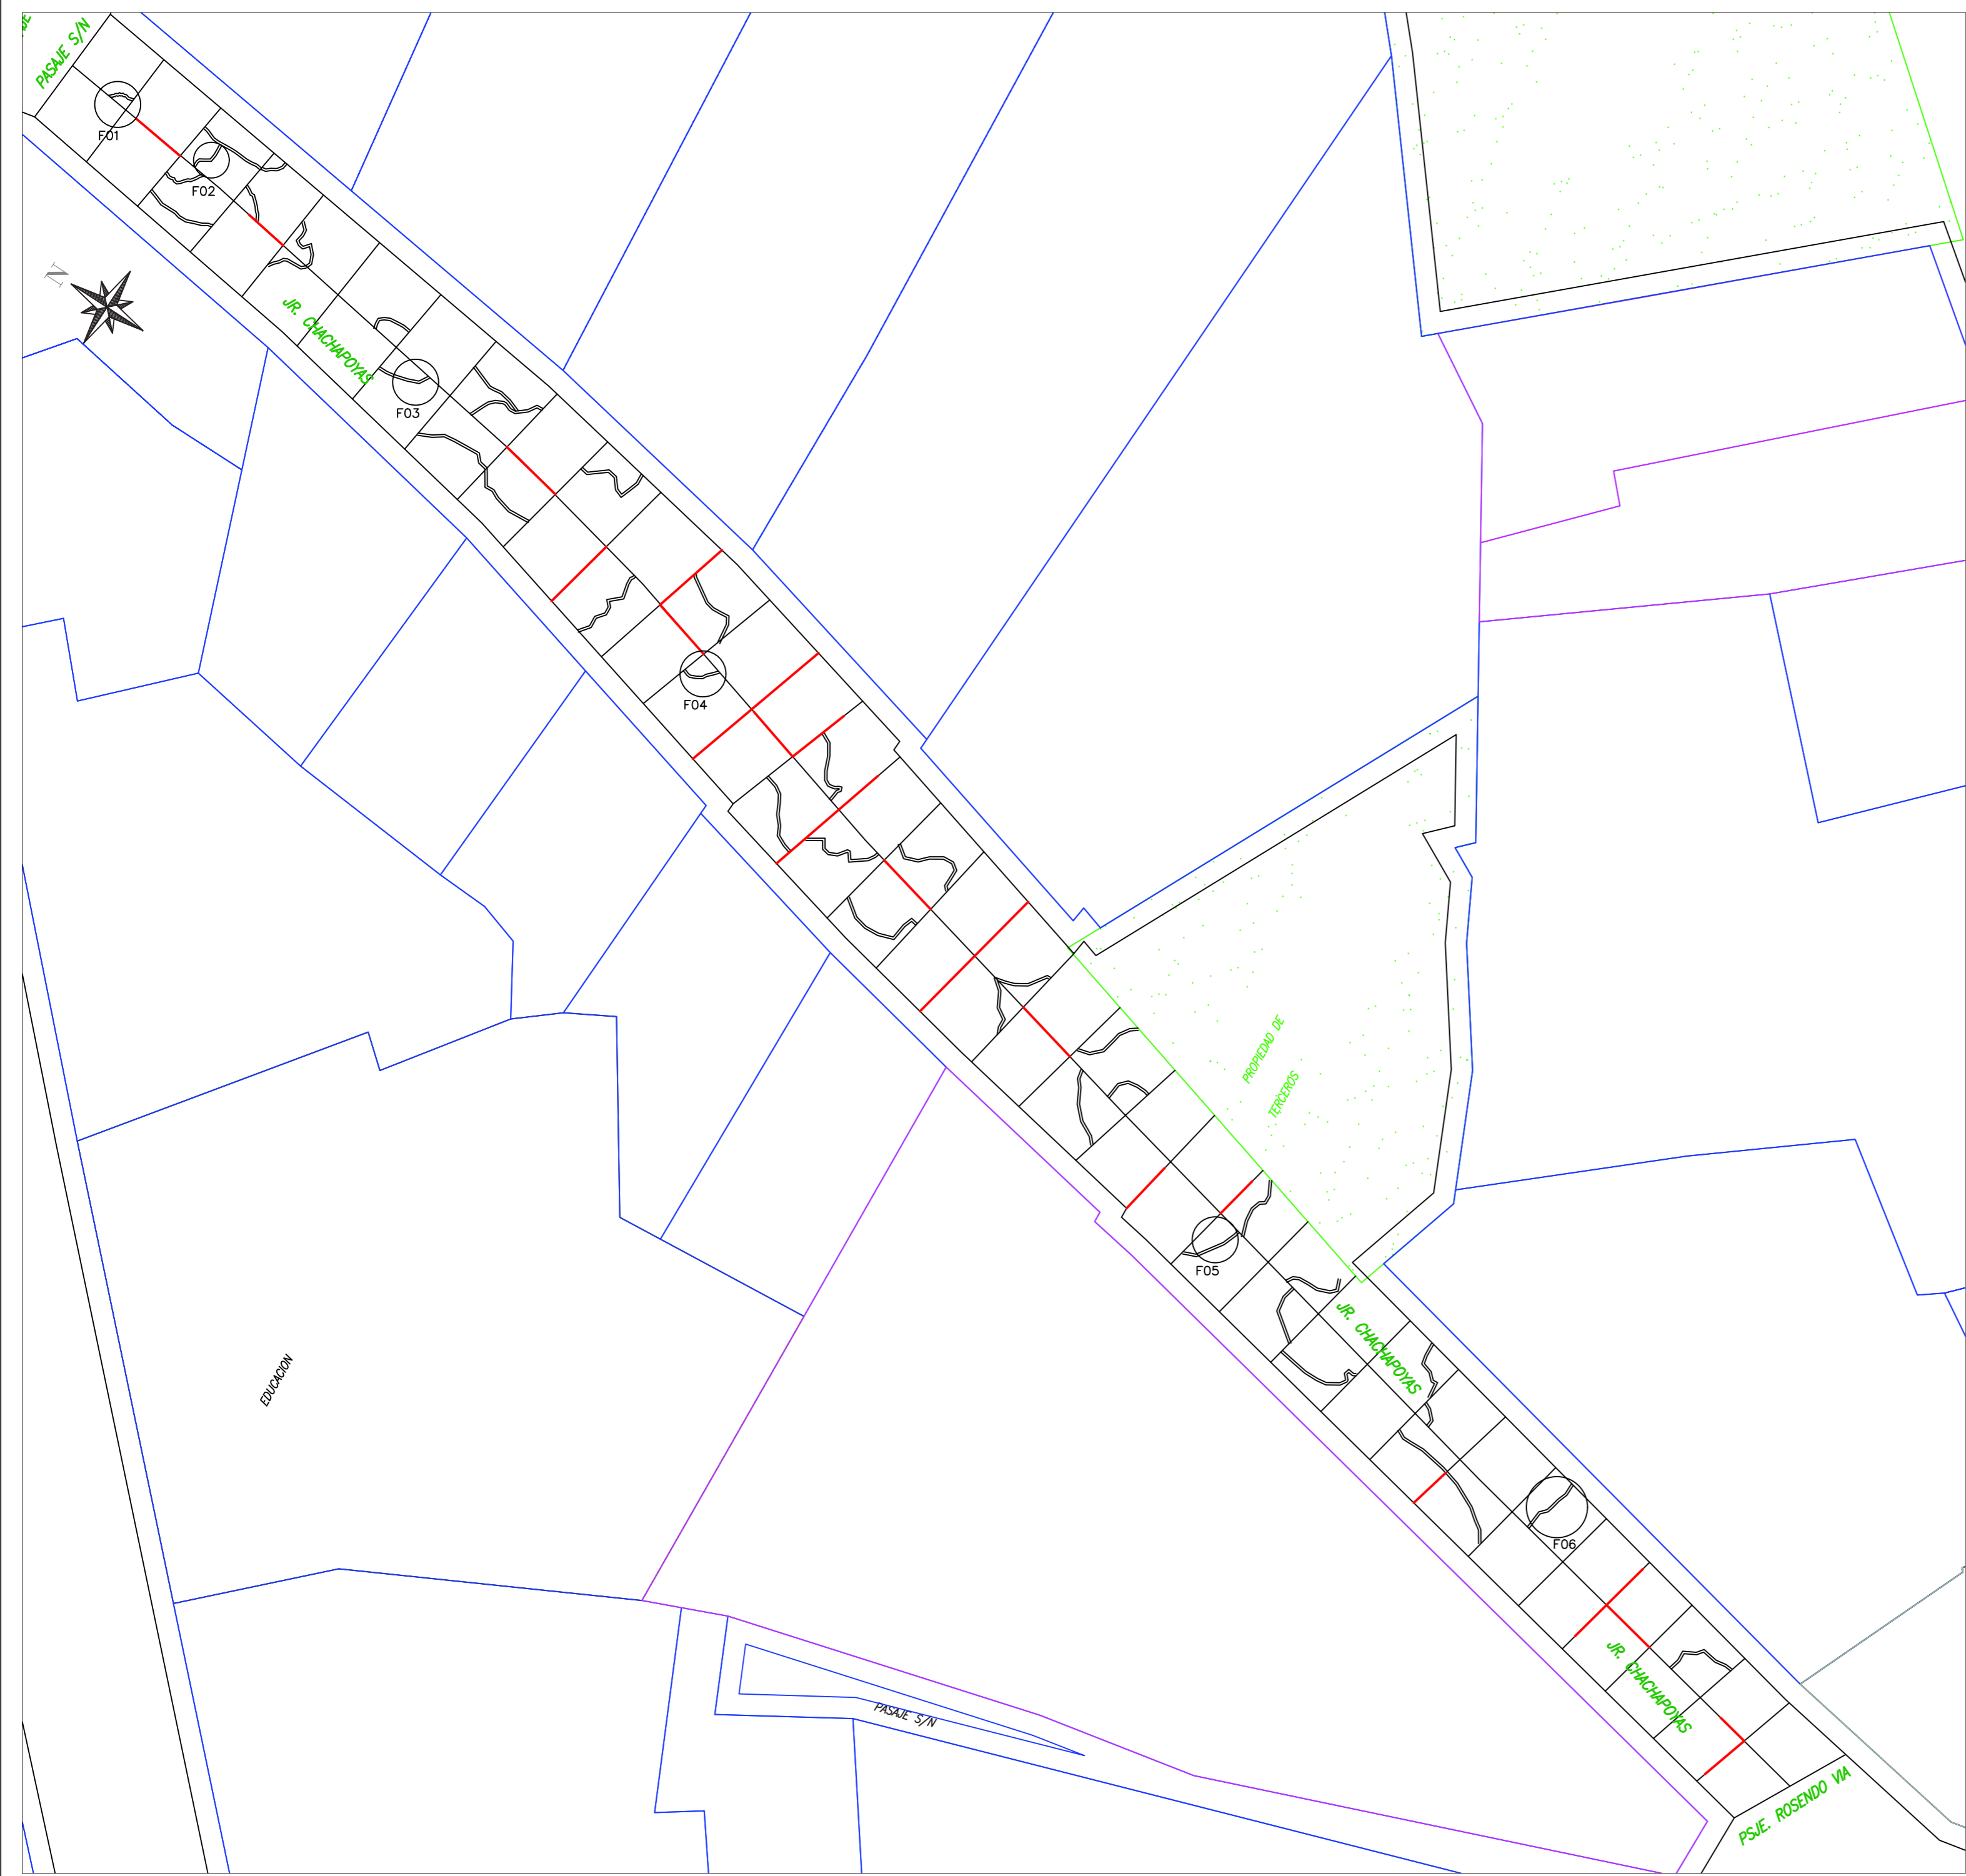 PASAJE S/N
F01
F02
N
JR. CHACHAPOYAS
F03
F04
PROPIEDAD DE
TERCEROS
F05
JR. CHACHAPOYAS
EDUCACION
F06
JR. CHACHAPOYAS
PASAJE S/N
PSJE. ROSENDO VIA